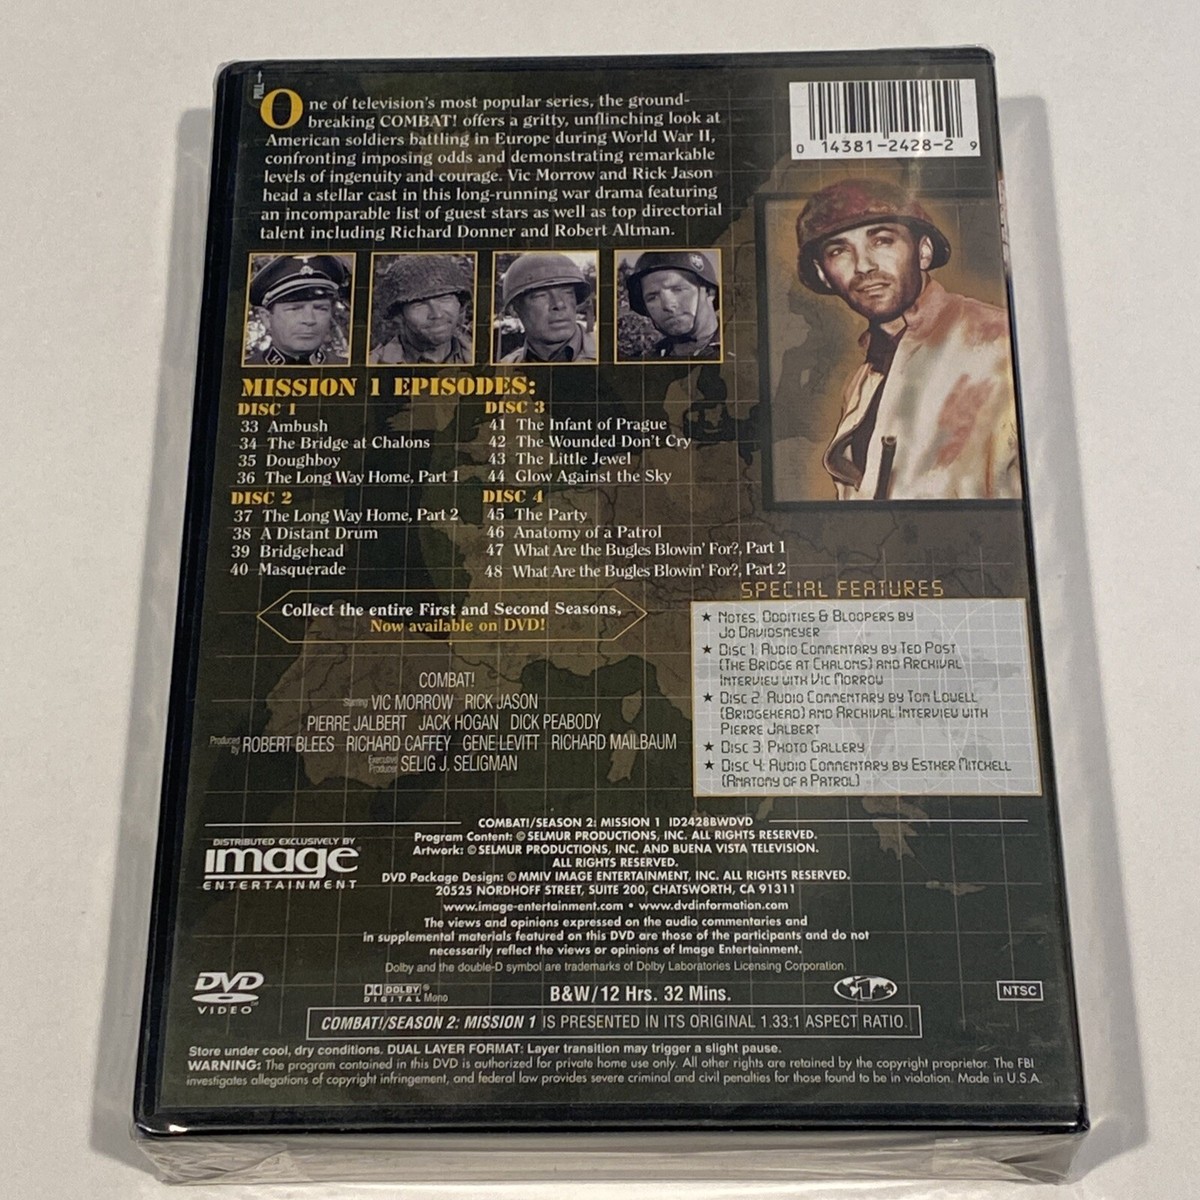 PULL
One of television's most popular series, the ground-
breaking COMBAT! offers a gritty, unflinching look at
American soldiers battling in Europe during World War II,
confronting imposing odds and demonstrating remarkable
levels of ingenuity and courage. Vic Morrow and Rick Jason
head a stellar cast in this long-running war drama featuring
an incomparable list of guest stars as well as top directorial
talent including Richard Donner and Robert Altman.
0 14381-2428-2 9
MISSION 1 EPISODES:
DISC 1
33 Ambush
34 The Bridge at Chalons
35 Doughboy
36 The Long Way Home, Part 1
DISC 2
37 The Long Way Home, Part 2
38 A Distant Drum
39 Bridgehead
40 Masquerade
DISC 3
41 The Infant of Prague
42 The Wounded Don't Cry
43 The Little Jewel
44 Glow Against the Sky
DISC 4
45 The Party
46 Anatomy of a Patrol
47 What Are the Bugles Blowin' For?, Part 1
48 What Are the Bugles Blowin' For?, Part 2
Collect the entire First and Second Seasons,
Now available on DVD!
SPECIAL FEATURES
★ Notes, Oddities & Bloopers by
Jo Davidsmeyer
★ Disc 1: Audio Commentary by Ted Post
(The Bridge at Chalons) and Archival
Interview with Vic Morrow
★ Disc 2: Audio Commentary by Tom Lowell
(Bridgehead) and Archival Interview with
Pierre Jalbert
★ Disc 3: Photo Gallery
★ Disc 4: Audio Commentary by Esther Mitchell
(Anatomy of a Patrol)
COMBAT!
Starring VIC MORROW RICK JASON
PIERRE JALBERT JACK HOGAN DICK PEABODY
Produced by ROBERT BLEES RICHARD CAFFEY GENE LEVITT RICHARD MAILBAUM
Executive Producer SELIG J. SELIGMAN
DISTRIBUTED EXCLUSIVELY BY
image
ENTERTAINMENT
COMBAT!/SEASON 2: MISSION 1 ID2428BWDVD
Program Content: © SELMUR PRODUCTIONS, INC. ALL RIGHTS RESERVED.
Artwork: © SELMUR PRODUCTIONS, INC. AND BUENA VISTA TELEVISION.
ALL RIGHTS RESERVED.
DVD Package Design: © MMIV IMAGE ENTERTAINMENT, INC. ALL RIGHTS RESERVED.
20525 NORDHOFF STREET, SUITE 200, CHATSWORTH, CA 91311
www.image-entertainment.com • www.dvdinformation.com
The views and opinions expressed on the audio commentaries and
in supplemental materials featured on this DVD are those of the participants and do not
necessarily reflect the views or opinions of Image Entertainment.
Dolby and the double-D symbol are trademarks of Dolby Laboratories Licensing Corporation.
DVD
VIDEO™
DOLBY®
DIGITAL Mono
B&W/12 Hrs. 32 Mins.
1
NTSC
COMBAT!/SEASON 2: MISSION 1 IS PRESENTED IN ITS ORIGINAL 1.33:1 ASPECT RATIO.
Store under cool, dry conditions. DUAL LAYER FORMAT: Layer transition may trigger a slight pause.
WARNING: The program contained in this DVD is authorized for private home use only. All other rights are retained by the copyright proprietor. The FBI
investigates allegations of copyright infringement, and federal law provides severe criminal and civil penalties for those found to be in violation. Made in U.S.A.